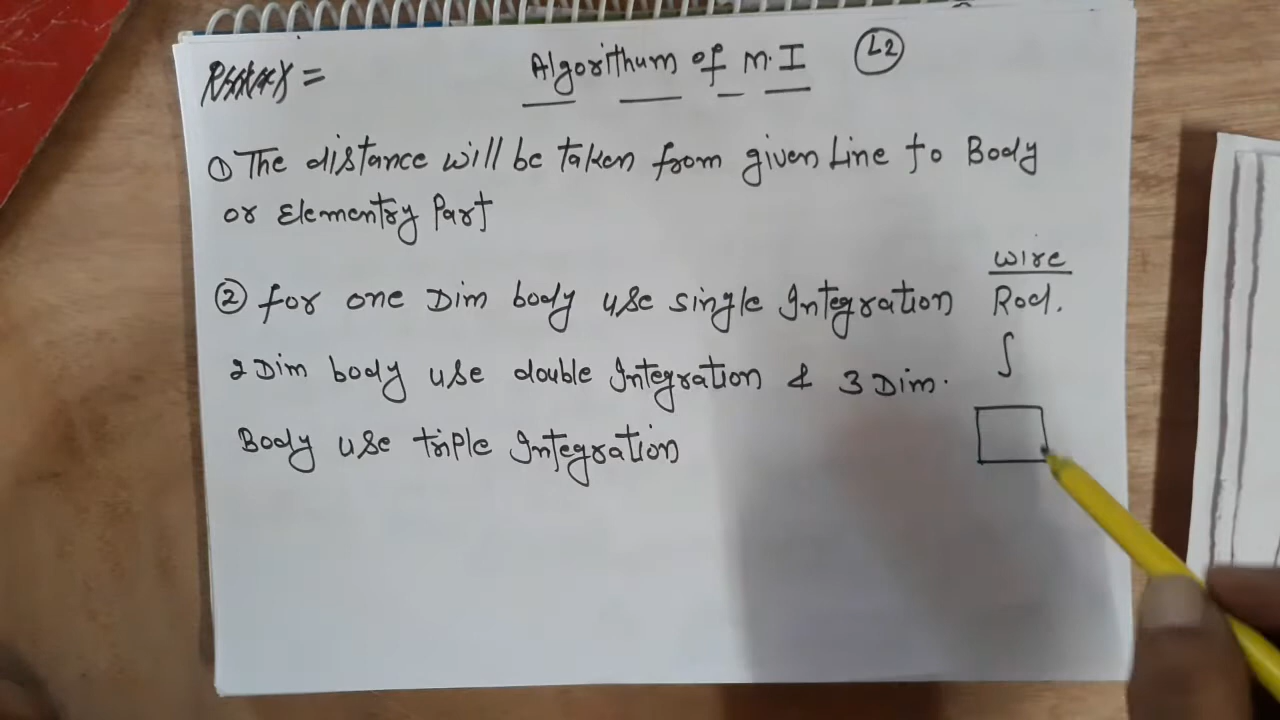 Algorithum of M.I L2
① The distance will be taken from given Line to Body
or Elementry Part
wire
② for one Dim body use single Integration Rod.
2 Dim body use double Integration & 3 Dim. ∫
Body use triple Integration